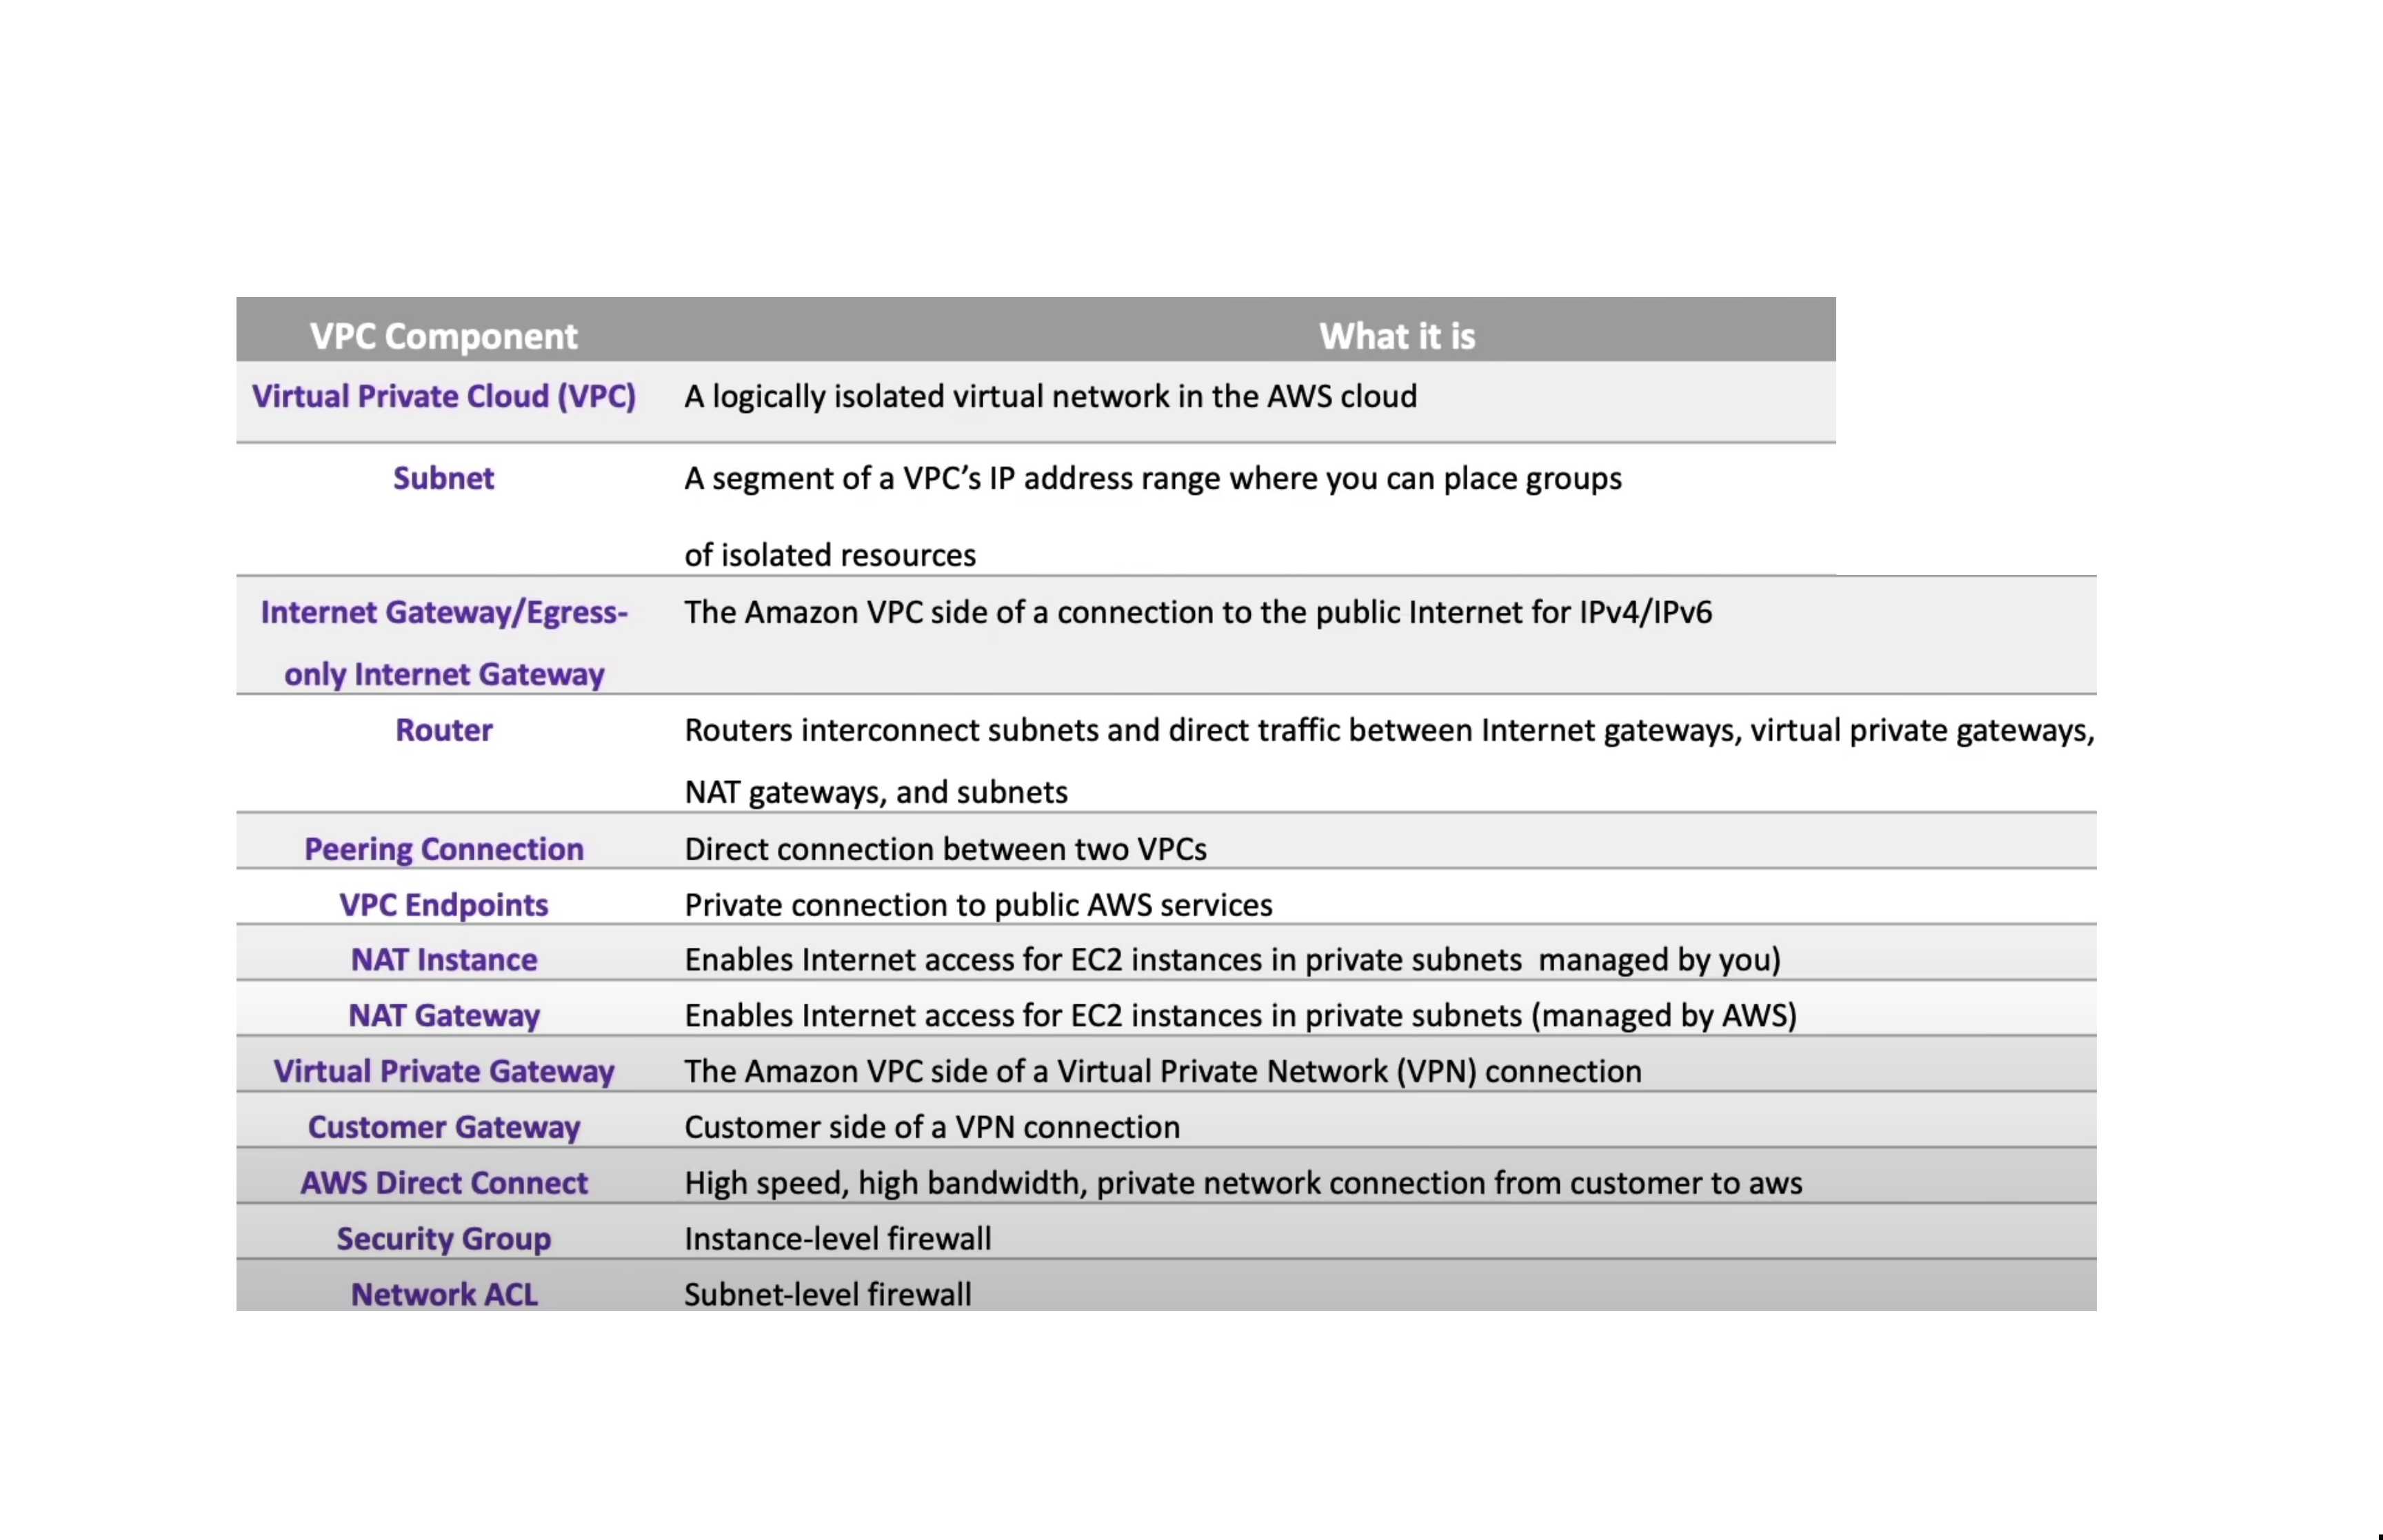 VPC Component What it is
Virtual Private Cloud (VPC) A logically isolated virtual network in the AWS cloud
Subnet A segment of a VPC’s IP address range where you can place groups
of isolated resources
Internet Gateway/Egress- The Amazon VPC side of a connection to the public Internet for IPv4/IPv6
only Internet Gateway
Router Routers interconnect subnets and direct traffic between Internet gateways, virtual private gateways,
NAT gateways, and subnets
Peering Connection Direct connection between two VPCs
VPC Endpoints Private connection to public AWS services
NAT Instance Enables Internet access for EC2 instances in private subnets  managed by you)
NAT Gateway Enables Internet access for EC2 instances in private subnets (managed by AWS)
Virtual Private Gateway The Amazon VPC side of a Virtual Private Network (VPN) connection
Customer Gateway Customer side of a VPN connection
AWS Direct Connect High speed, high bandwidth, private network connection from customer to aws
Security Group Instance-level firewall
Network ACL Subnet-level firewall